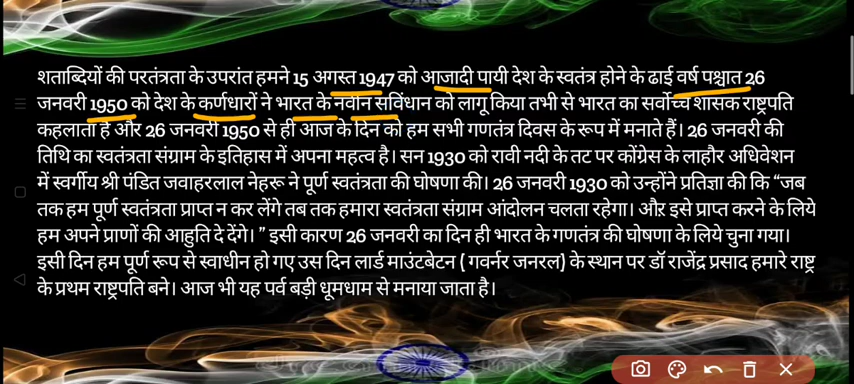 शताब्दियों की परतंत्रता के उपरांत हमने 15 अगस्त 1947 को आजादी पायी देश के स्वतंत्र होने के ढाई वर्ष पश्चात 26
जनवरी 1950 को देश के कर्णधारों ने भारत के नवीन संविधान को लागू किया तभी से भारत का सर्वोच्च शासक राष्ट्रपति
कहलाता है और 26 जनवरी 1950 से ही आज के दिन को हम सभी गणतंत्र दिवस के रूप में मनाते हैं। 26 जनवरी की
तिथि का स्वतंत्रता संग्राम के इतिहास में अपना महत्व है। सन 1930 को रावी नदी के तट पर कोंग्रेस के लाहौर अधिवेशन
में स्वर्गीय श्री पंडित जवाहरलाल नेहरू ने पूर्ण स्वतंत्रता की घोषणा की। 26 जनवरी 1930 को उन्होंने प्रतिज्ञा की कि “जब
तक हम पूर्ण स्वतंत्रता प्राप्त न कर लेंगे तब तक हमारा स्वतंत्रता संग्राम आंदोलन चलता रहेगा। और इसे प्राप्त करने के लिये
हम अपने प्राणों की आहुति दे देंगे। ” इसी कारण 26 जनवरी का दिन ही भारत के गणतंत्र की घोषणा के लिये चुना गया।
इसी दिन हम पूर्ण रूप से स्वाधीन हो गए उस दिन लार्ड माउंटबेटन ( गवर्नर जनरल) के स्थान पर डॉ राजेंद्र प्रसाद हमारे राष्ट्र
के प्रथम राष्ट्रपति बने। आज भी यह पर्व बड़ी धूमधाम से मनाया जाता है।